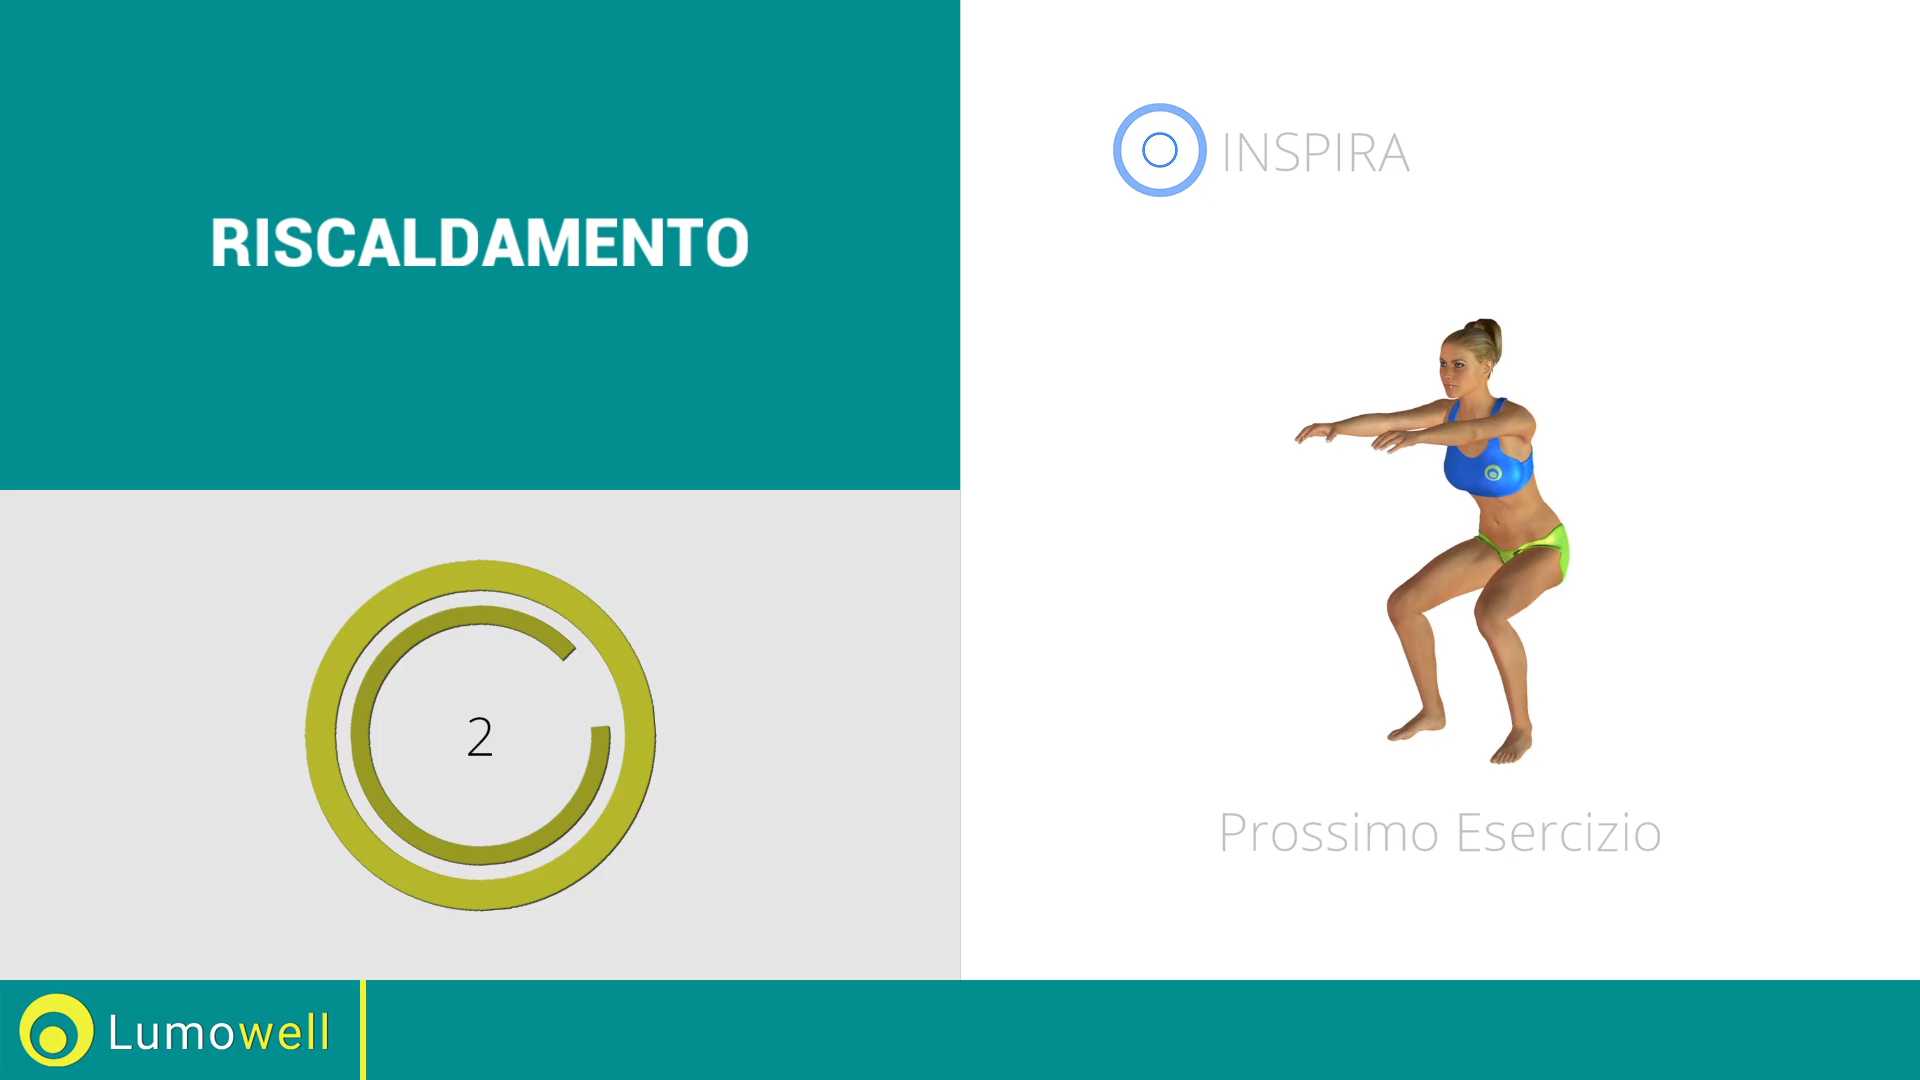 RISCALDAMENTO
INSPIRA
2
Prossimo Esercizio
Lumowell